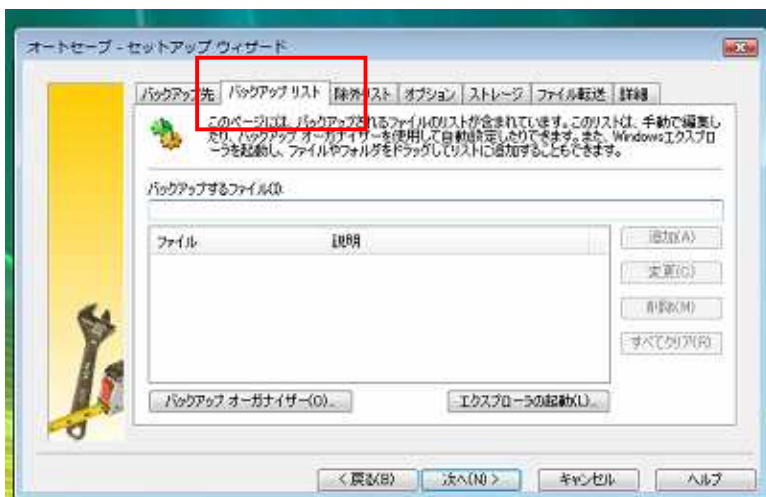 オートセーブ - セットアップ ウィザード
バックアップ先 バックアップ リスト 除外リスト オプション ストレージ ファイル転送 詳細
このページには、バックアップされるファイルのリストが含まれています。このリストは、手動で編集し
たり、バックアップ オーガナイザーを使用して自動設定したりできます。また、Windowsエクスプロ
ーラを起動し、ファイルやフォルダをドラッグしてリストに追加することもできます。
バックアップするファイル(I):
ファイル 説明
追加(A)
変更(C)
削除(M)
すべてクリア(R)
バックアップ オーガナイザー(O)... エクスプローラの起動(L)...
< 戻る(B) 次へ(N) > キャンセル ヘルプ